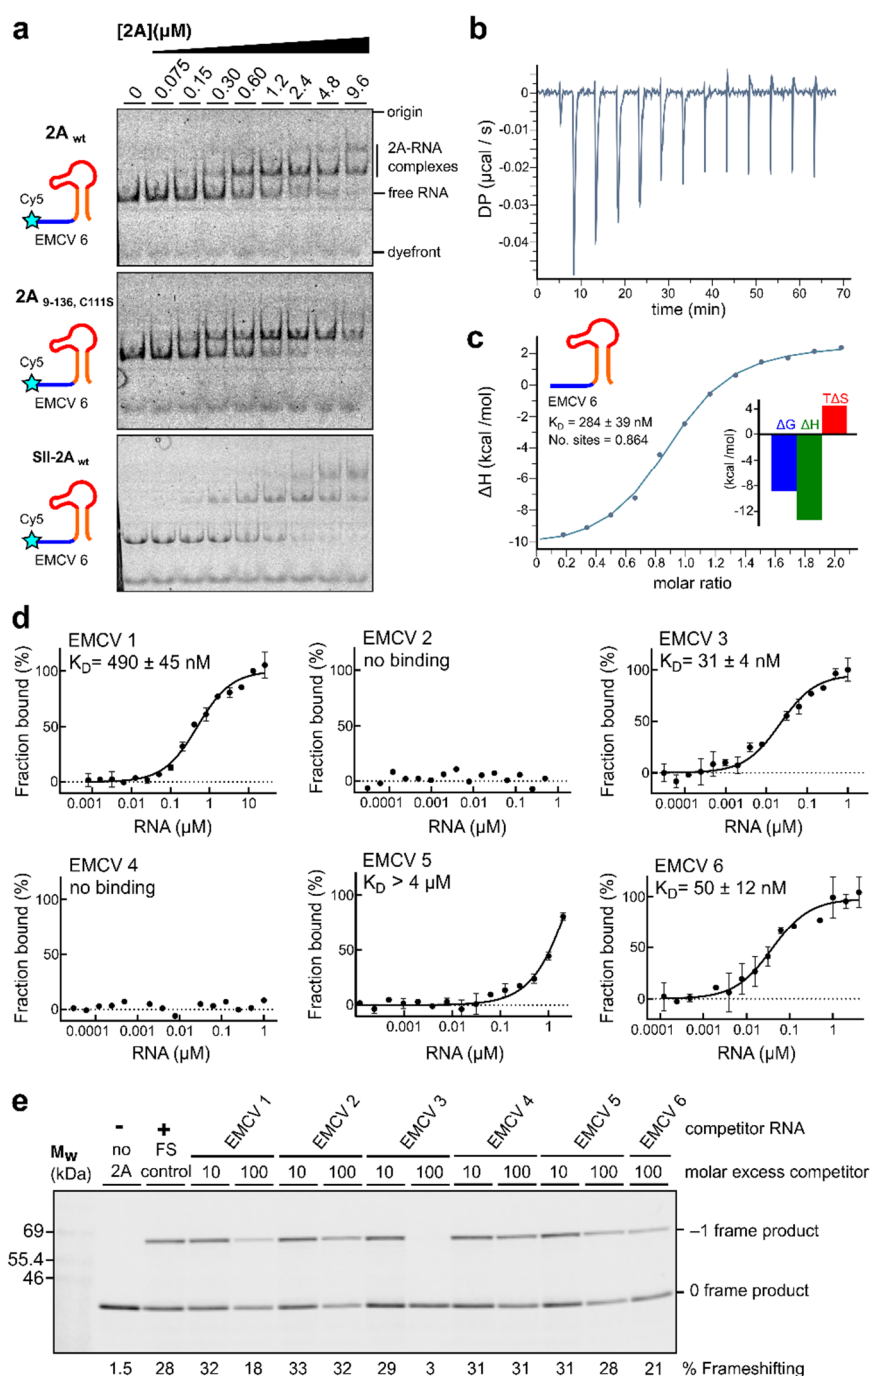 a
[2A](µM)
0 0.075 0.15 0.30 0.60 1.2 2.4 4.8 9.6
origin
2A wt
2A-RNA
complexes
Cy5
free RNA
EMCV 6
dyefront
2A 9-136, C111S
Cy5
EMCV 6
SII-2A wt
Cy5
EMCV 6
b
0
-0.01
-0.02
-0.03
-0.04
DP (µcal / s)
0 10 20 30 40 50 60 70
time (min)
c
2
0
-2
-4
-6
-8
-10
ΔH (kcal /mol)
EMCV 6
KD = 284 ± 39 nM
No. sites = 0.864
TΔS
ΔG ΔH
4
0
-4
-8
-12
(kcal /mol)
0 0.2 0.4 0.6 0.8 1.0 1.2 1.4 1.6 1.8 2.0
molar ratio
d
EMCV 1
KD= 490 ± 45 nM
Fraction bound (%)
100
50
0
0.001 0.01 0.1 1 10
RNA (µM)
EMCV 2
no binding
Fraction bound (%)
100
50
0
0.0001 0.001 0.01 0.1 1
RNA (µM)
EMCV 3
KD= 31 ± 4 nM
Fraction bound (%)
100
50
0
0.0001 0.001 0.01 0.1 1
RNA (µM)
EMCV 4
no binding
Fraction bound (%)
100
50
0
0.0001 0.001 0.01 0.1 1
RNA (µM)
EMCV 5
KD > 4 µM
Fraction bound (%)
100
50
0
0.001 0.01 0.1 1
RNA (µM)
EMCV 6
KD= 50 ± 12 nM
Fraction bound (%)
100
50
0
0.0001 0.001 0.01 0.1 1
RNA (µM)
e
- + EMCV 1 EMCV 2 EMCV 3 EMCV 4 EMCV 5 EMCV 6 competitor RNA
Mw no FS
(kDa) 2A control 10 100 10 100 10 100 10 100 10 100 100 molar excess competitor
69
–1 frame product
55.4
46
0 frame product
1.5 28 32 18 33 32 29 3 31 31 31 28 21 % Frameshifting